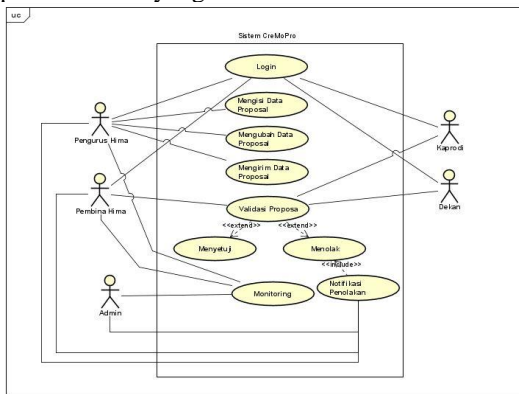 uc
Sistem CreMoPro
Login
Mengisi Data
Proposal
Mengubah Data
Proposal
Mengirim Data
Proposal
Pengurus Hima
Kaprodi
Pembina Hima
Dekan
Validasi Proposa
<<extend>>
<<extend>>
Menyetuji
Menolak
<<include>>
Notifikasi
Penolakan
Monitoring
Admin